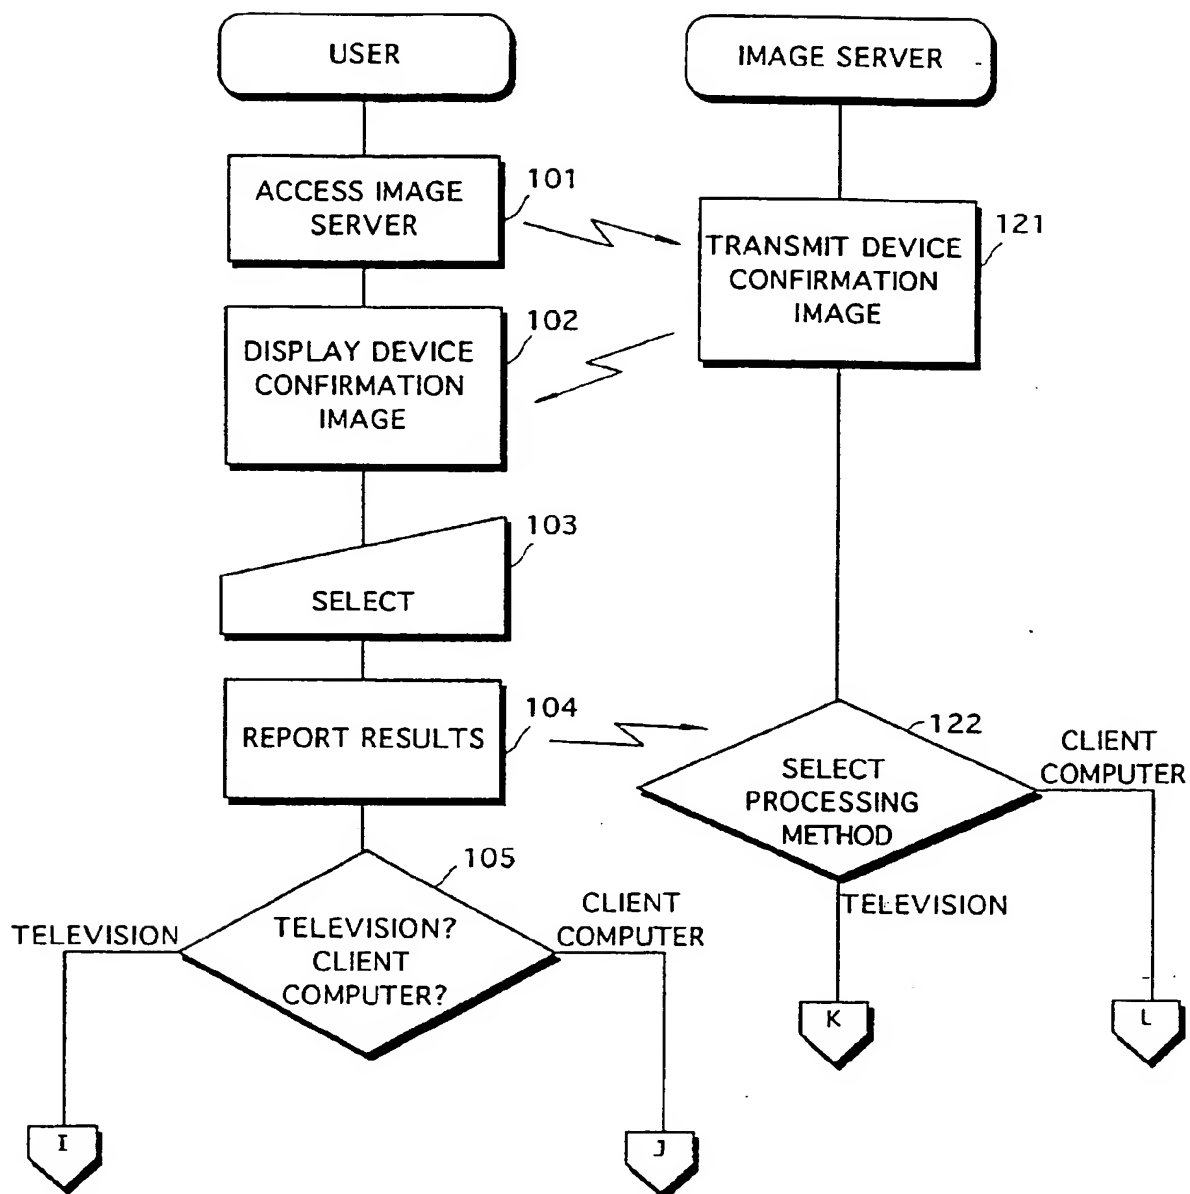 USER
IMAGE SERVER
ACCESS IMAGE
SERVER
101
TRANSMIT DEVICE
CONFIRMATION
IMAGE
121
DISPLAY DEVICE
CONFIRMATION
IMAGE
102
SELECT
103
REPORT RESULTS
104
SELECT
PROCESSING
METHOD
122
CLIENT
COMPUTER
TELEVISION
TELEVISION?
CLIENT
COMPUTER?
105
TELEVISION
CLIENT
COMPUTER
K
L
I
J